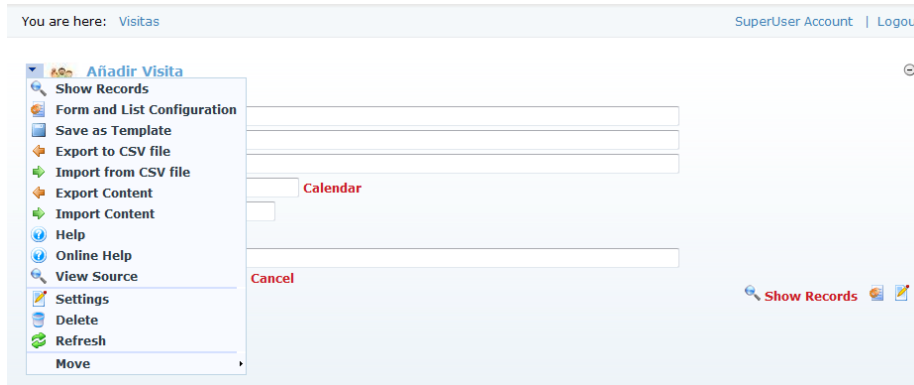 You are here: Visitas SuperUser Account | Logou
Añadir Visita
Show Records
Form and List Configuration
Save as Template
Export to CSV file
Import from CSV file
Export Content Calendar
Import Content
Help
Online Help
View Source Cancel
Settings Show Records
Delete
Refresh
Move